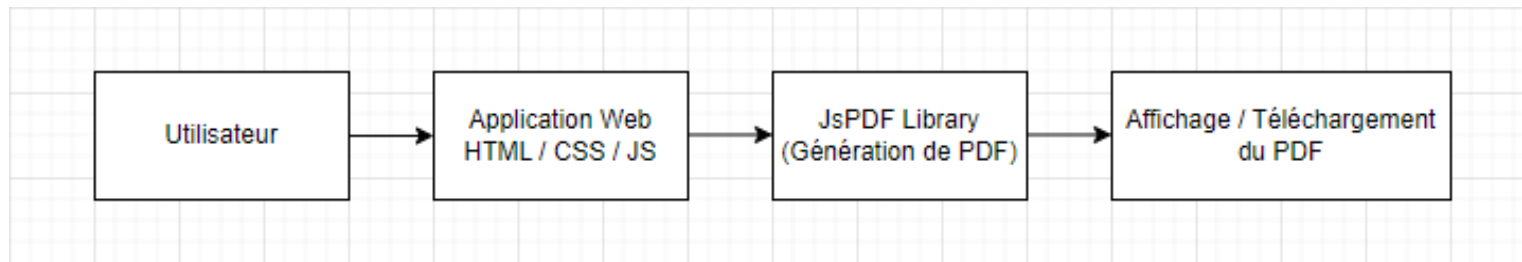 Utilisateur
Application Web
HTML / CSS / JS
JsPDF Library
(Génération de PDF)
Affichage / Téléchargement
du PDF